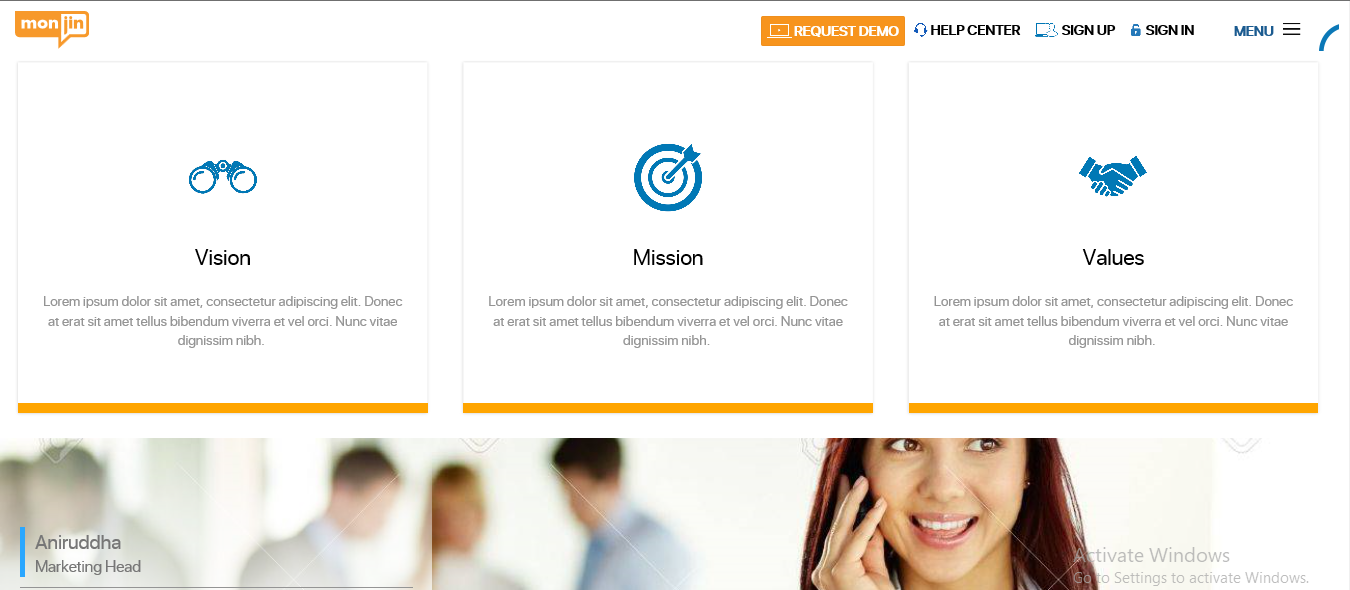 monjin
REQUEST DEMO HELP CENTER SIGN UP SIGN IN MENU
Vision
Lorem ipsum dolor sit amet, consectetur adipiscing elit. Donec
at erat sit amet tellus bibendum viverra et vel orci. Nunc vitae
dignissim nibh.
Mission
Lorem ipsum dolor sit amet, consectetur adipiscing elit. Donec
at erat sit amet tellus bibendum viverra et vel orci. Nunc vitae
dignissim nibh.
Values
Lorem ipsum dolor sit amet, consectetur adipiscing elit. Donec
at erat sit amet tellus bibendum viverra et vel orci. Nunc vitae
dignissim nibh.
Aniruddha
Marketing Head
Activate Windows
Go to Settings to activate Windows.